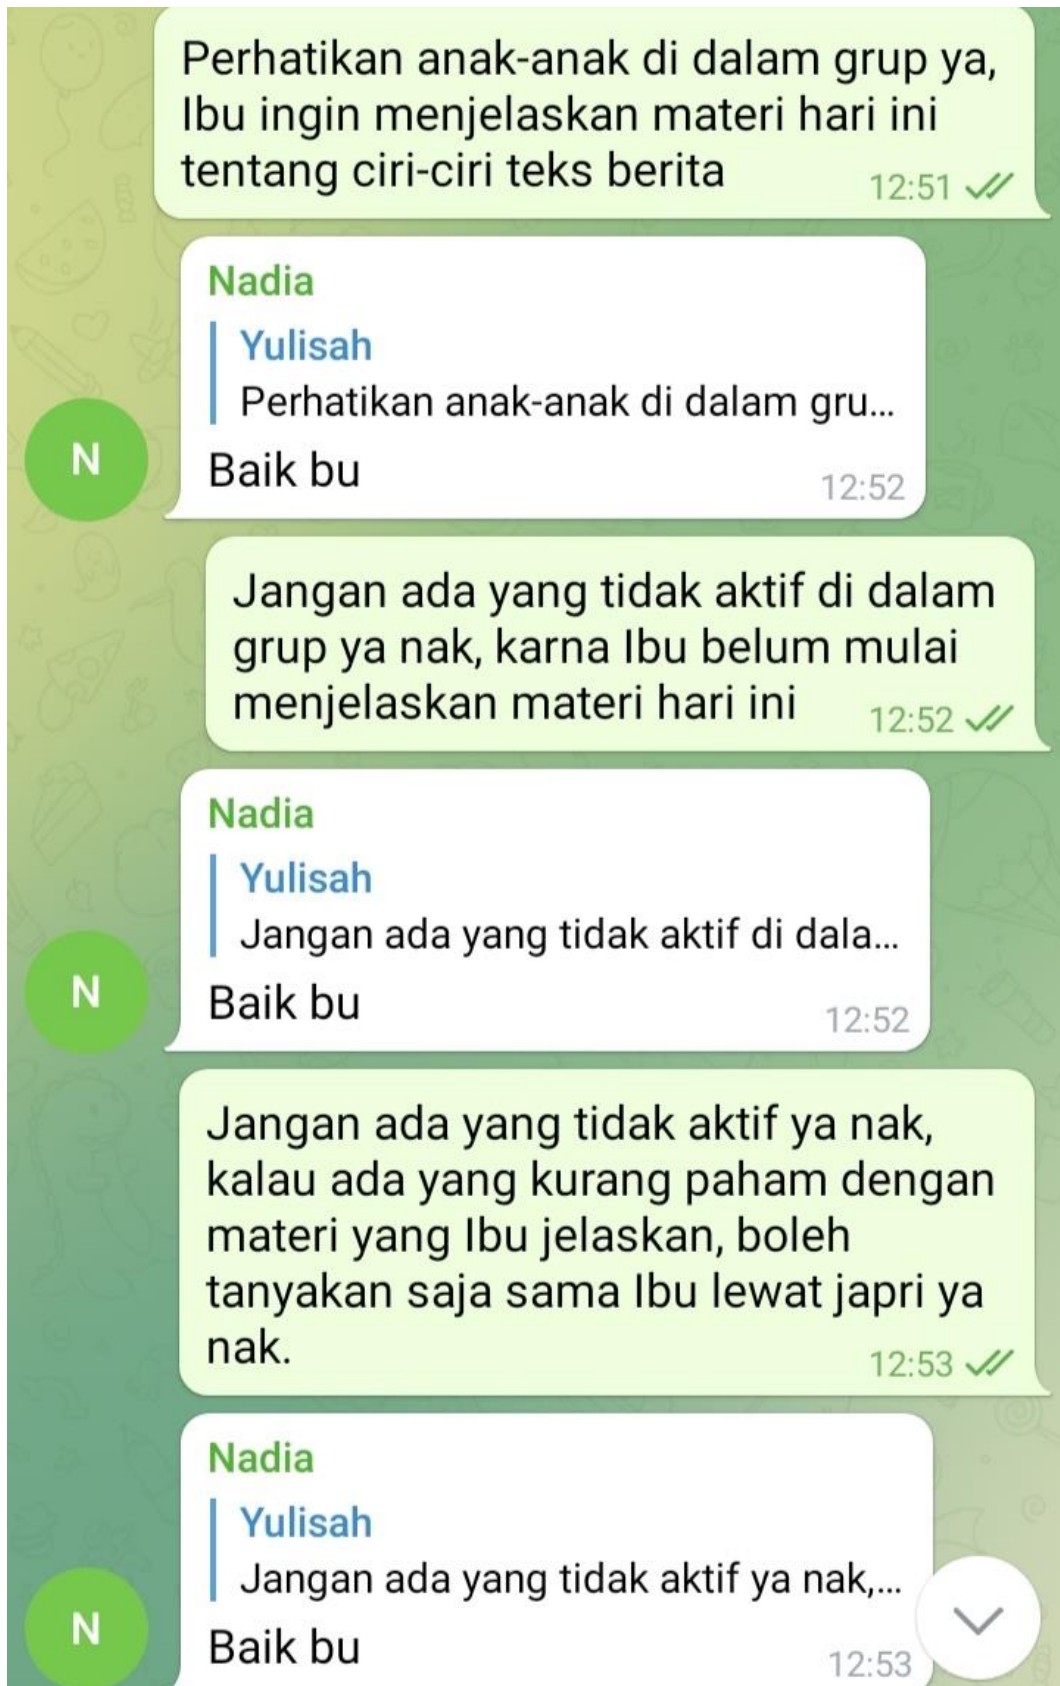 Perhatikan anak-anak di dalam grup ya,
Ibu ingin menjelaskan materi hari ini
tentang ciri-ciri teks berita
12:51
Nadia
Yulisah
Perhatikan anak-anak di dalam gru...
N
Baik bu
12:52
Jangan ada yang tidak aktif di dalam
grup ya nak, karna Ibu belum mulai
menjelaskan materi hari ini
12:52
Nadia
Yulisah
Jangan ada yang tidak aktif di dala...
N
Baik bu
12:52
Jangan ada yang tidak aktif ya nak,
kalau ada yang kurang paham dengan
materi yang Ibu jelaskan, boleh
tanyakan saja sama Ibu lewat japri ya
nak.
12:53
Nadia
Yulisah
Jangan ada yang tidak aktif ya nak,...
N
Baik bu
12:53